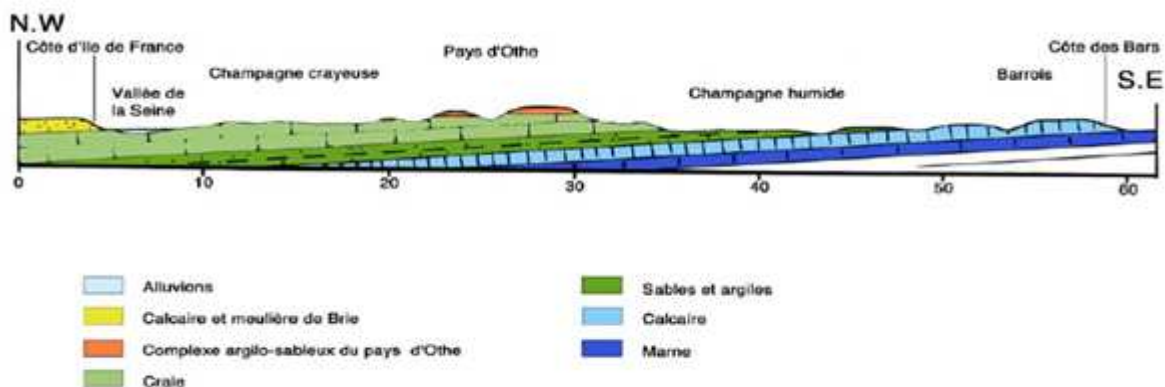 N.W
Côte d'Ile de France
Vallée de
la Seine
Champagne crayeuse
Pays d'Othe
Champagne humide
Barrois
Côte des Bars
S.E
0 10 20 30 40 50 60
Alluvions
Calcaire et meulière de Brie
Complexe argilo-sableux du pays d'Othe
Craie
Sables et argiles
Calcaire
Marne